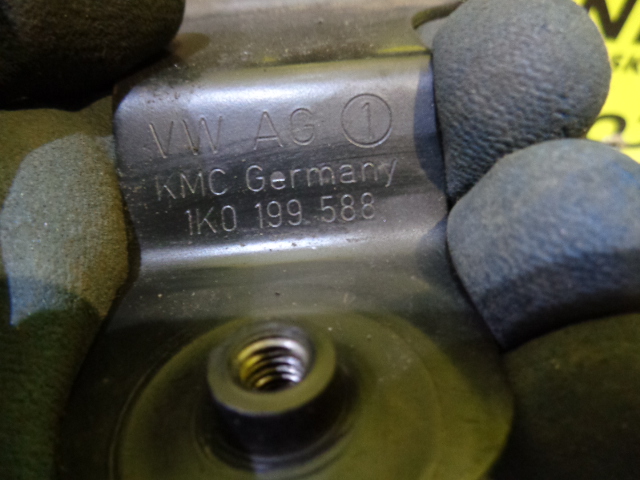 VW AG ①
KMC Germany
1K0 199 588